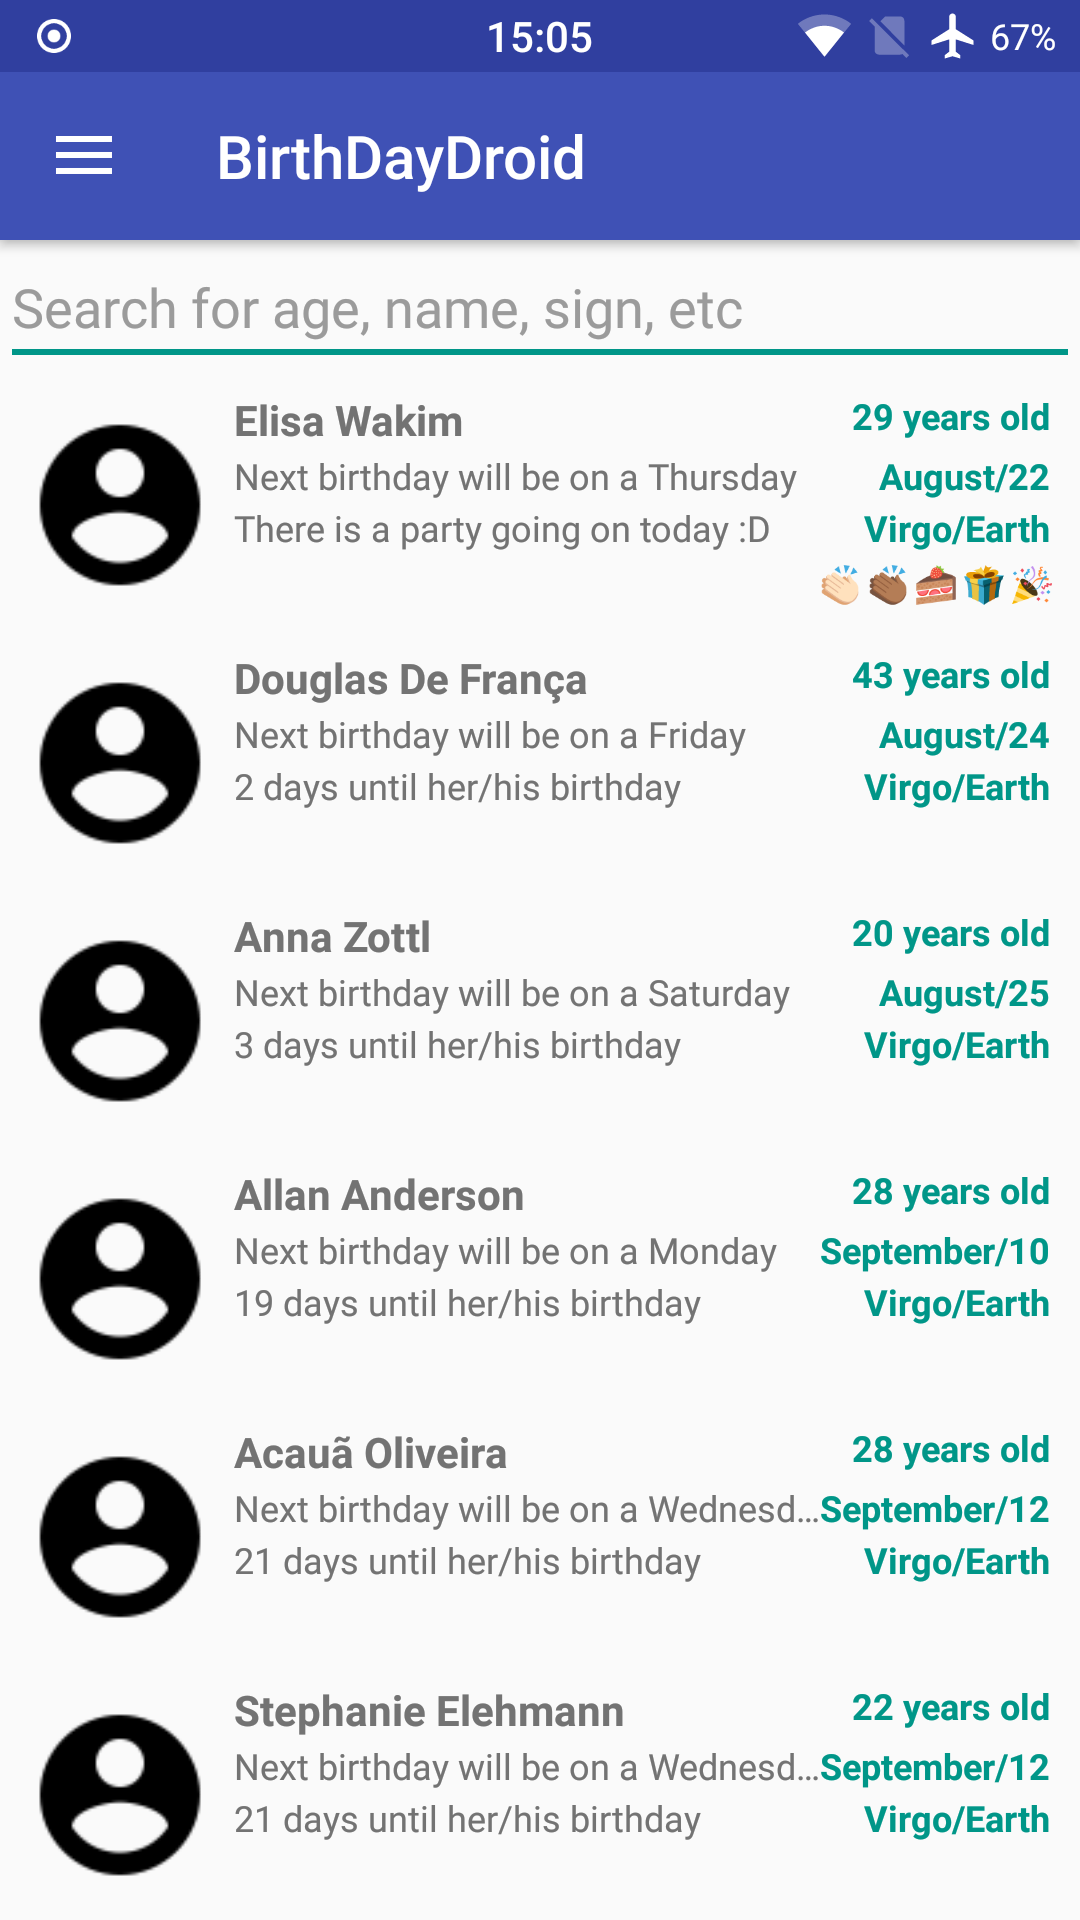 15:05 67%
BirthDayDroid
Search for age, name, sign, etc
Elisa Wakim 29 years old
Next birthday will be on a Thursday August/22
There is a party going on today :D Virgo/Earth
👏🏻👏🏾🍰🎁🎉
Douglas De França 43 years old
Next birthday will be on a Friday August/24
2 days until her/his birthday Virgo/Earth
Anna Zottl 20 years old
Next birthday will be on a Saturday August/25
3 days until her/his birthday Virgo/Earth
Allan Anderson 28 years old
Next birthday will be on a Monday September/10
19 days until her/his birthday Virgo/Earth
Acauã Oliveira 28 years old
Next birthday will be on a Wednesd… September/12
21 days until her/his birthday Virgo/Earth
Stephanie Elehmann 22 years old
Next birthday will be on a Wednesd… September/12
21 days until her/his birthday Virgo/Earth